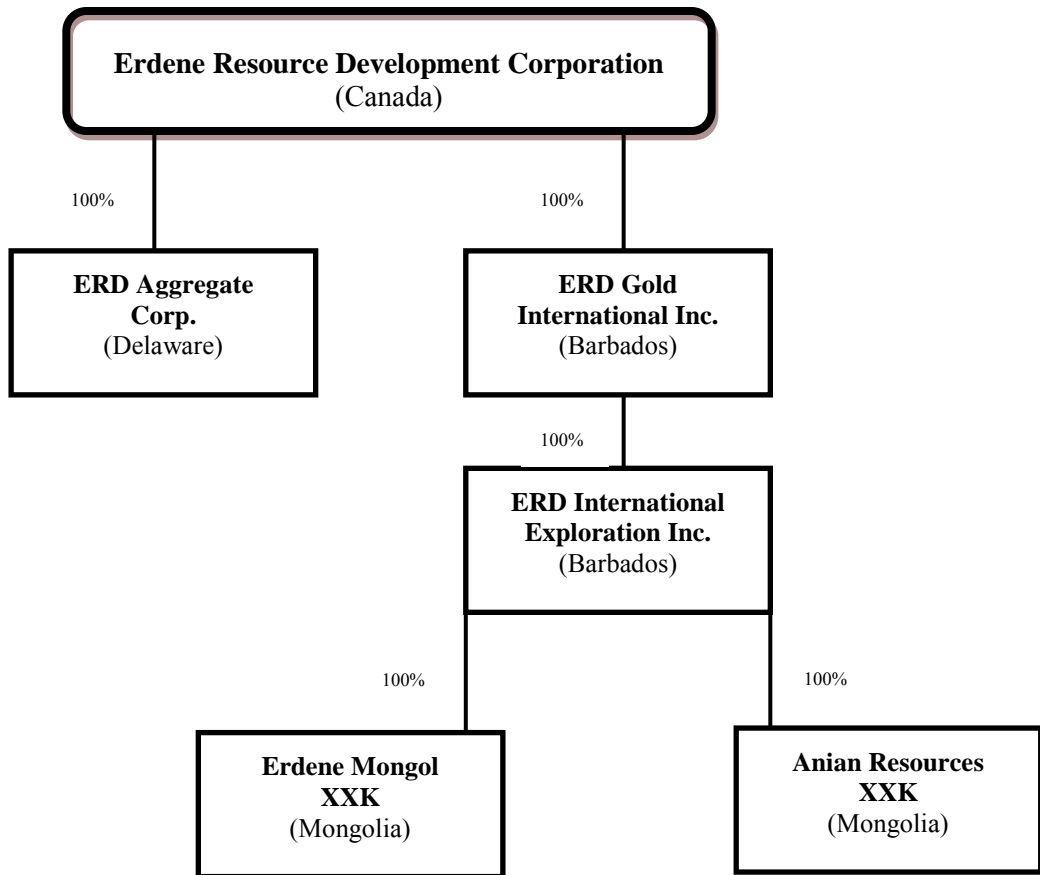 Erdene Resource Development Corporation
(Canada)
100%
100%
ERD Aggregate
Corp.
(Delaware)
ERD Gold
International Inc.
(Barbados)
100%
ERD International
Exploration Inc.
(Barbados)
100%
100%
Erdene Mongol
XXK
(Mongolia)
Anian Resources
XXK
(Mongolia)